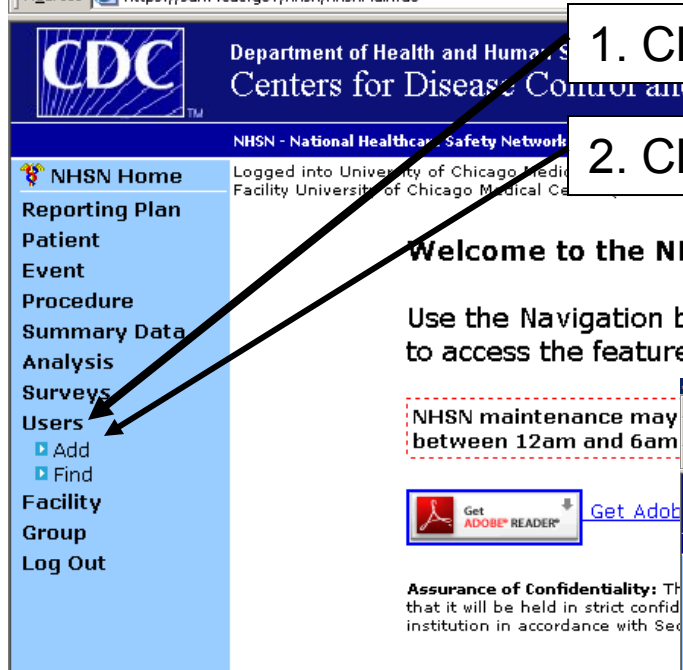 1. Cl
CDC
TM
Department of Health and Human S
Centers for Disease Control an
NHSN - National Healthcare Safety Network
2. Cl
NHSN Home
Logged into University of Chicago Medic
Facility University of Chicago Medical Ce
Reporting Plan
Patient
Event
Procedure
Summary Data
Analysis
Surveys
Users
Add
Find
Facility
Group
Log Out
Welcome to the N
Use the Navigation b
to access the feature
NHSN maintenance may
between 12am and 6am
Get
ADOBE® READER®
Get Adob
Assurance of Confidentiality: Th
that it will be held in strict confid
institution in accordance with Sec